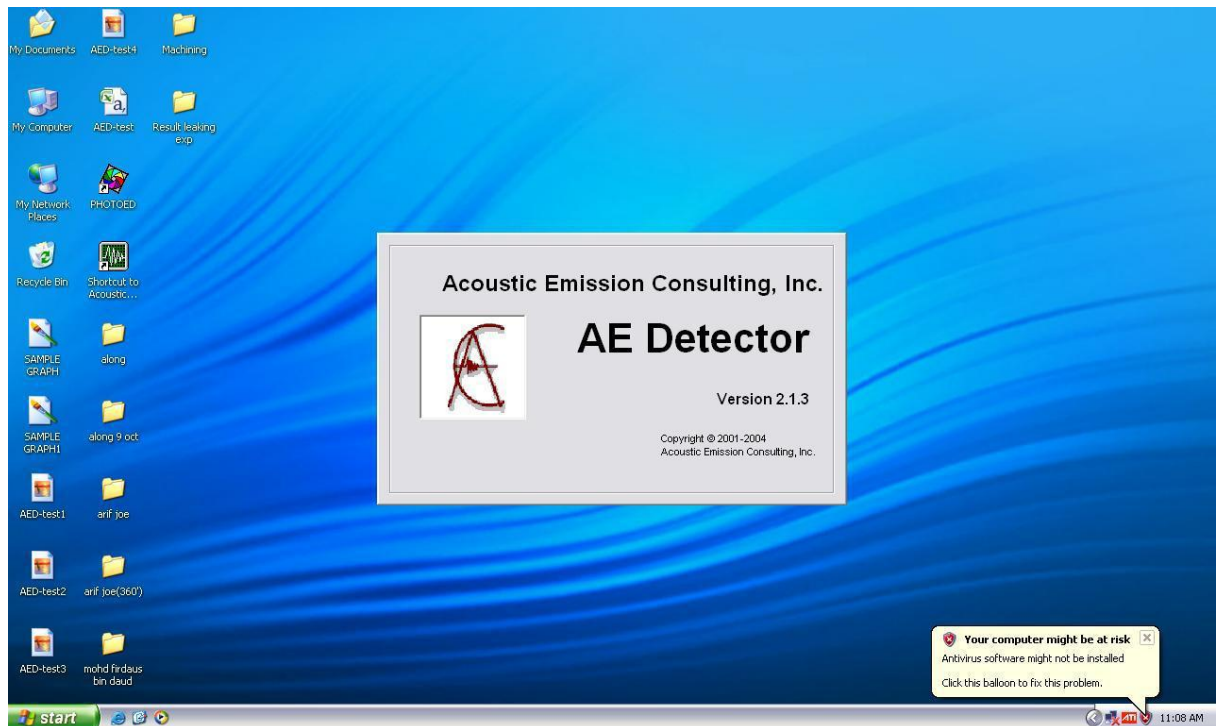 My Documents
AED-test4
Machining
My Computer
AED-test
Result leaking
exp
My Network
Places
PHOTOED
Recycle Bin
Shortcut to
Acoustic...
SAMPLE
GRAPH
along
SAMPLE
GRAPH1
along 9 oct
AED-test1
arif joe
AED-test2
arif joe(360')
AED-test3
mohd firdaus
bin daud
Acoustic Emission Consulting, Inc.
AE Detector
Version 2.1.3
Copyright © 2001-2004
Acoustic Emission Consulting, Inc.
Your computer might be at risk
Antivirus software might not be installed
Click this balloon to fix this problem.
start
ATI
11:08 AM